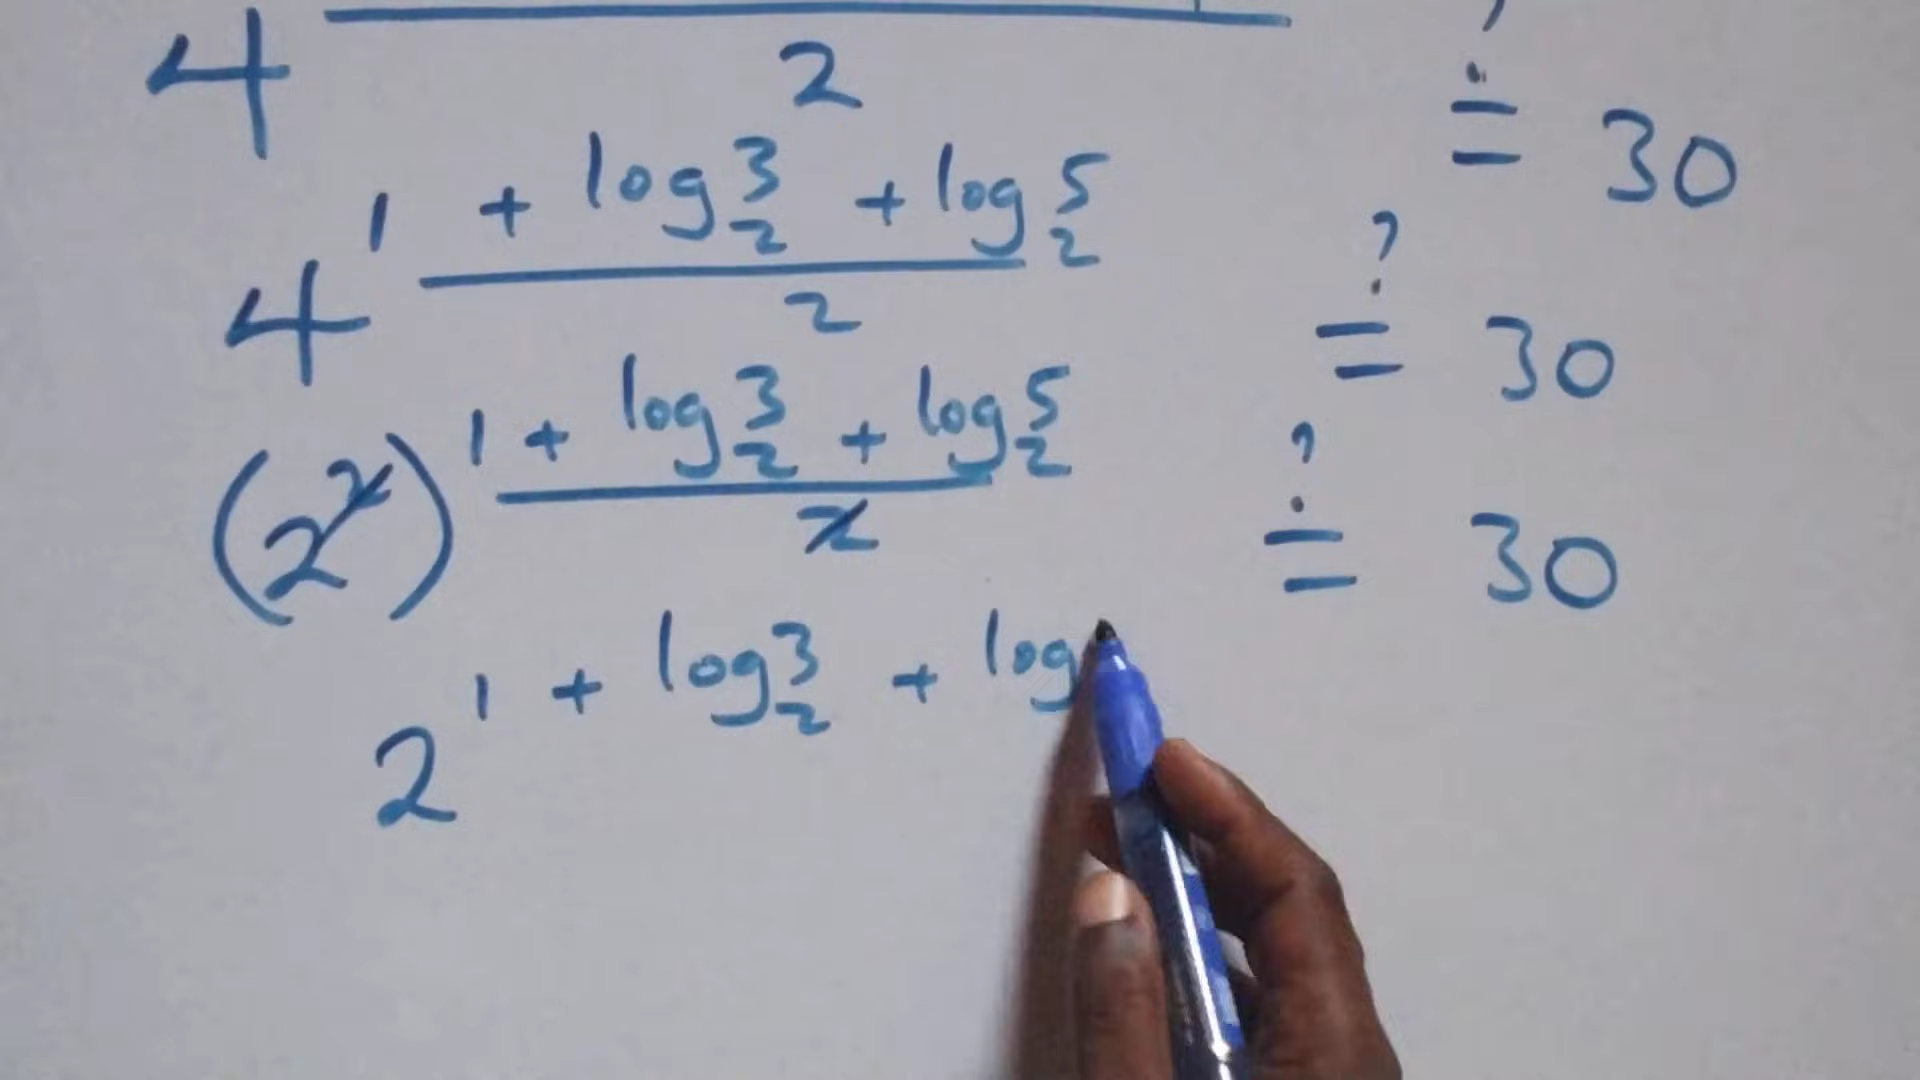 4 ———— 2 ?= 30
4^(1 + log₂3 + log₂5)/2 ?= 30
(2²)^(1 + log₂3 + log₂5)/2 ?= 30
2^(1 + log₂3 + log